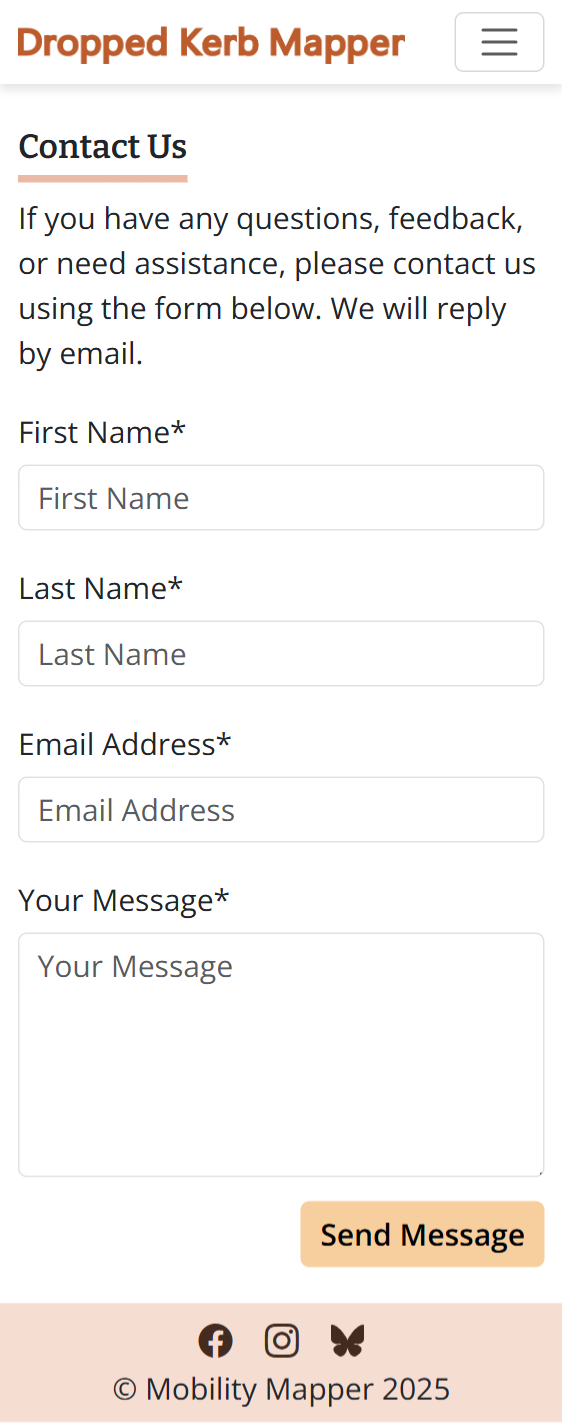 Dropped Kerb Mapper
Contact Us
If you have any questions, feedback,
or need assistance, please contact us
using the form below. We will reply
by email.
First Name*
First Name
Last Name*
Last Name
Email Address*
Email Address
Your Message*
Your Message
Send Message
© Mobility Mapper 2025